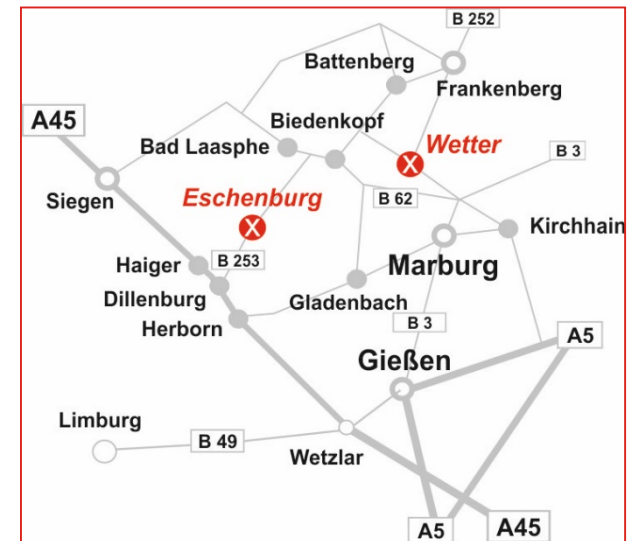 B 252
Battenberg
Frankenberg
A45
Biedenkopf
Wetter
Bad Laasphe
B 3
Siegen
Eschenburg
B 62
Kirchhain
X
X
Haiger
B 253
Marburg
Dillenburg
Gladenbach
Herborn
B 3
A5
Gießen
Limburg
B 49
Wetzlar
A5
A45